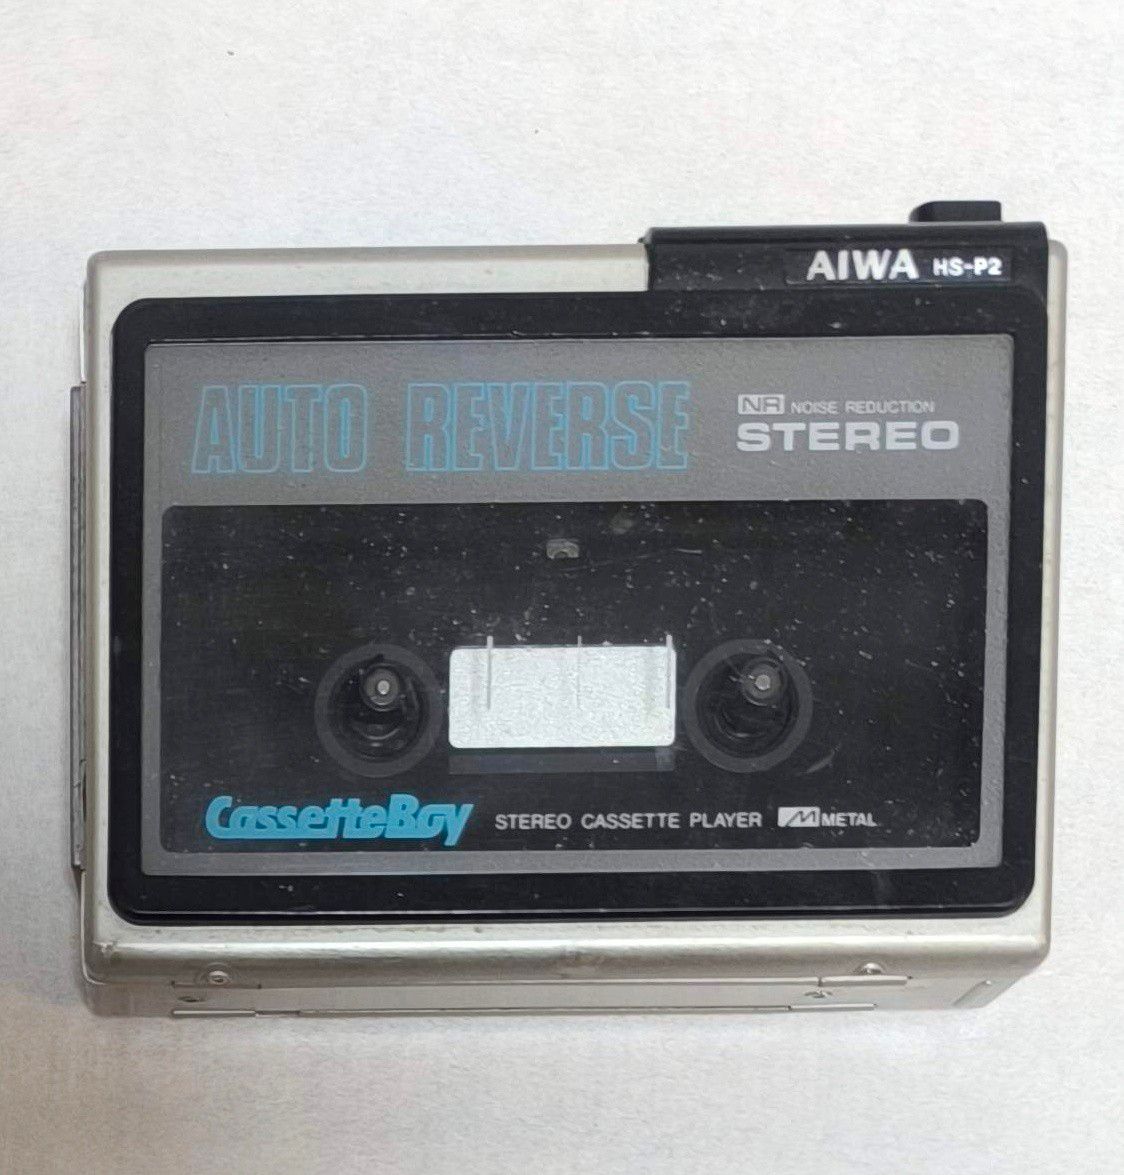 AIWA HS-P2
AUTO REVERSE
NR NOISE REDUCTION
STEREO
CassetteBoy STEREO CASSETTE PLAYER METAL